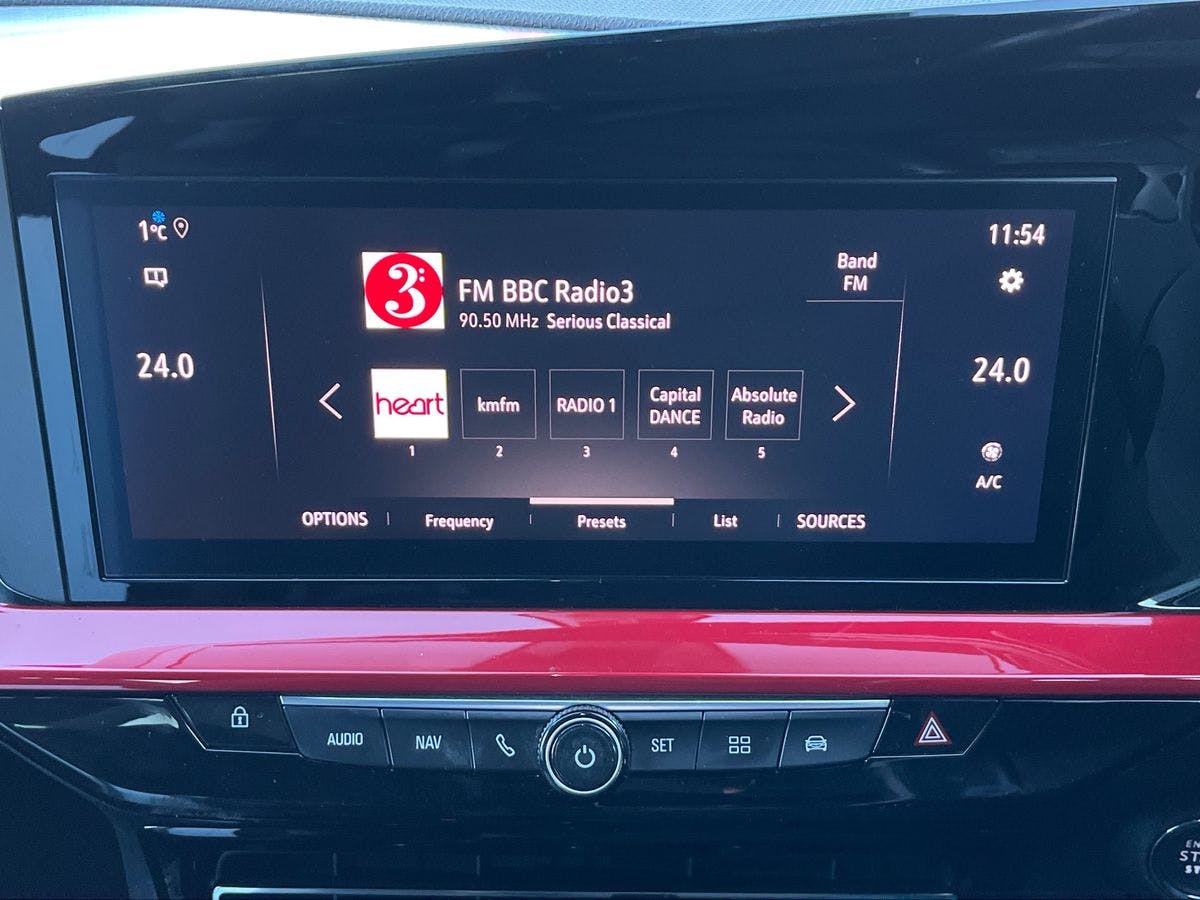 1°C
11:54
3:
FM BBC Radio3
90.50 MHz Serious Classical
Band
FM
24.0
24.0
heart
kmfm
RADIO 1
Capital
DANCE
Absolute
Radio
1
2
3
4
5
A/C
OPTIONS
Frequency
Presets
List
SOURCES
AUDIO
NAV
SET